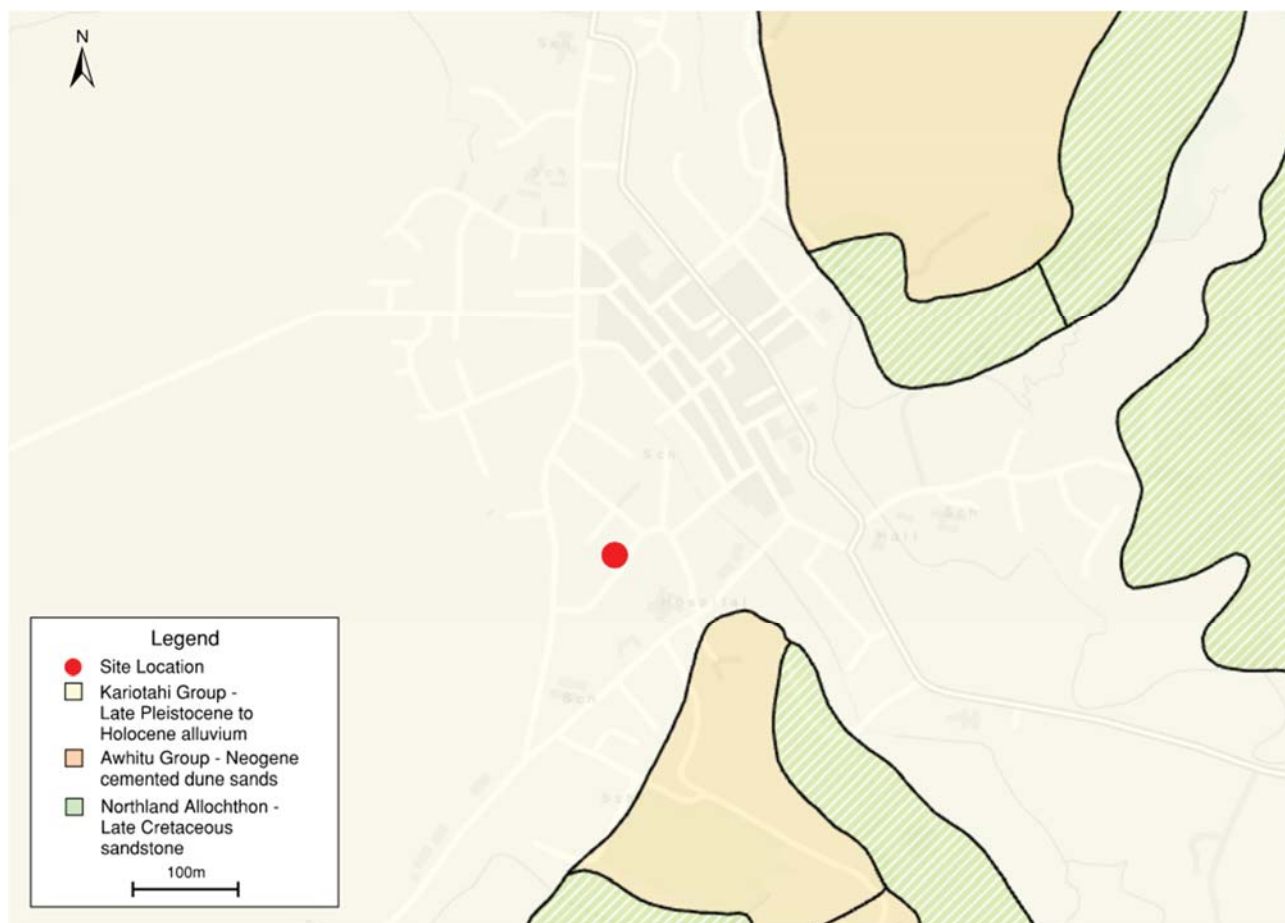 N
Sch
Sch
Sch
Sch
Hall
Hospital
Sch
Sch
Legend
Site Location
Kariotahi Group -
Late Pleistocene to
Holocene alluvium
Awhitu Group - Neogene
cemented dune sands
Northland Allochthon -
Late Cretaceous
sandstone
100m